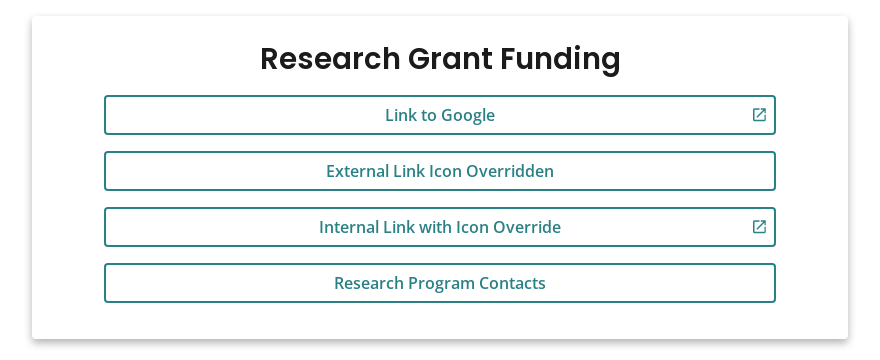 Research Grant Funding
Link to Google
External Link Icon Overridden
Internal Link with Icon Override
Research Program Contacts